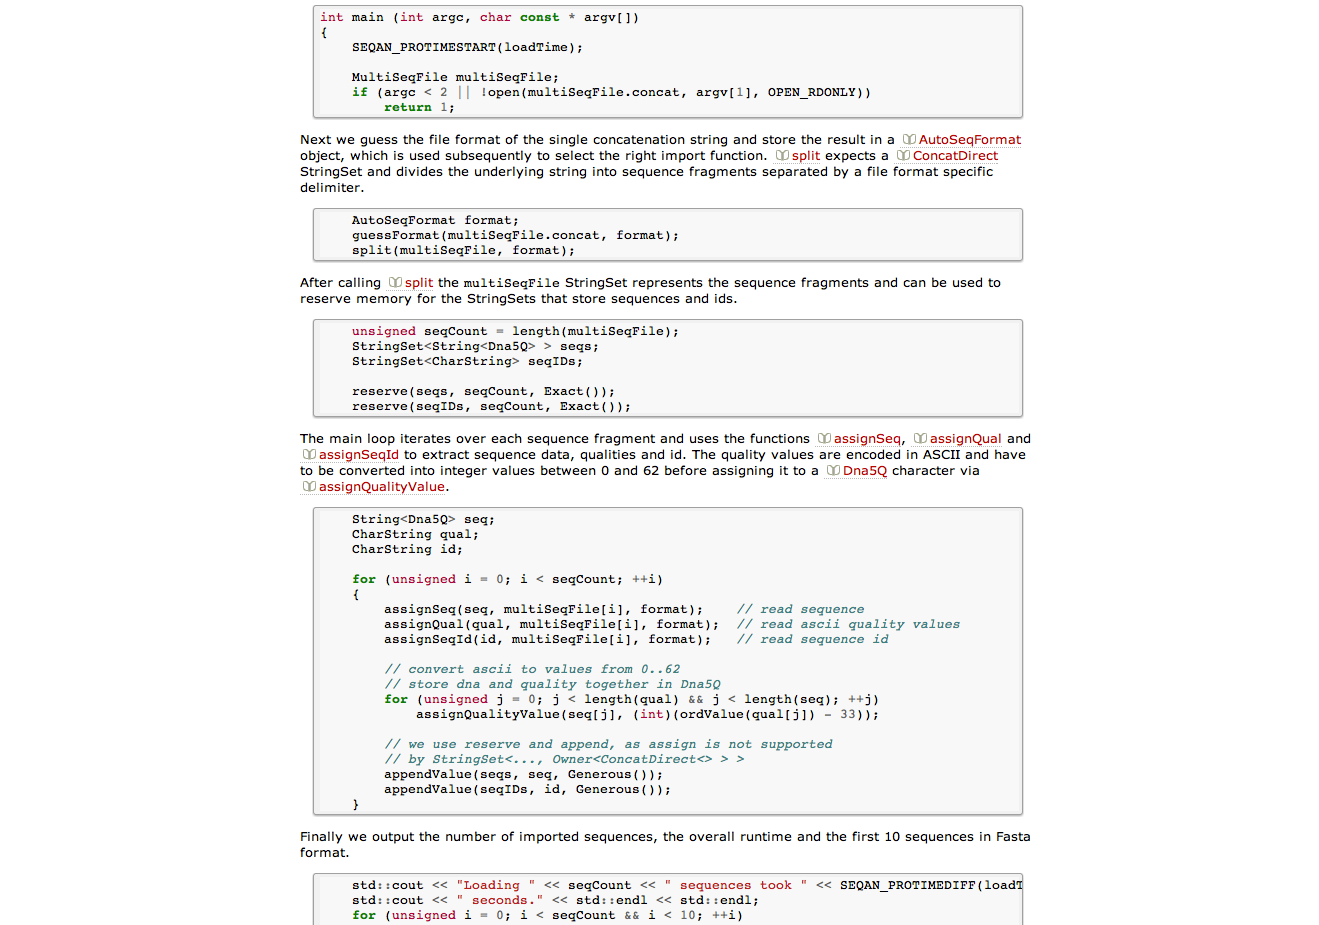 int main (int argc, char const * argv[])
{
    SEQAN_PROTIMESTART(loadTime);

    MultiSeqFile multiSeqFile;
    if (argc < 2 || !open(multiSeqFile.concat, argv[1], OPEN_RDONLY))
        return 1;
Next we guess the file format of the single concatenation string and store the result in a AutoSeqFormat
object, which is used subsequently to select the right import function. split expects a ConcatDirect
StringSet and divides the underlying string into sequence fragments separated by a file format specific
delimiter.
    AutoSeqFormat format;
    guessFormat(multiSeqFile.concat, format);
    split(multiSeqFile, format);
After calling split the multiSeqFile StringSet represents the sequence fragments and can be used to
reserve memory for the StringSets that store sequences and ids.
    unsigned seqCount = length(multiSeqFile);
    StringSet<String<Dna5Q> > seqs;
    StringSet<CharString> seqIDs;

    reserve(seqs, seqCount, Exact());
    reserve(seqIDs, seqCount, Exact());
The main loop iterates over each sequence fragment and uses the functions assignSeq, assignQual and
assignSeqId to extract sequence data, qualities and id. The quality values are encoded in ASCII and have
to be converted into integer values between 0 and 62 before assigning it to a Dna5Q character via
assignQualityValue.
    String<Dna5Q> seq;
    CharString qual;
    CharString id;

    for (unsigned i = 0; i < seqCount; ++i)
    {
        assignSeq(seq, multiSeqFile[i], format);    // read sequence
        assignQual(qual, multiSeqFile[i], format);  // read ascii quality values
        assignSeqId(id, multiSeqFile[i], format);   // read sequence id

        // convert ascii to values from 0..62
        // store dna and quality together in Dna5Q
        for (unsigned j = 0; j < length(qual) && j < length(seq); ++j)
            assignQualityValue(seq[j], (int)(ordValue(qual[j]) - 33));

        // we use reserve and append, as assign is not supported
        // by StringSet<..., Owner<ConcatDirect<> > >
        appendValue(seqs, seq, Generous());
        appendValue(seqIDs, id, Generous());
    }
Finally we output the number of imported sequences, the overall runtime and the first 10 sequences in Fasta
format.
    std::cout << "Loading " << seqCount << " sequences took " << SEQAN_PROTIMEDIFF(loadT
    std::cout << " seconds." << std::endl << std::endl;
    for (unsigned i = 0; i < seqCount && i < 10; ++i)